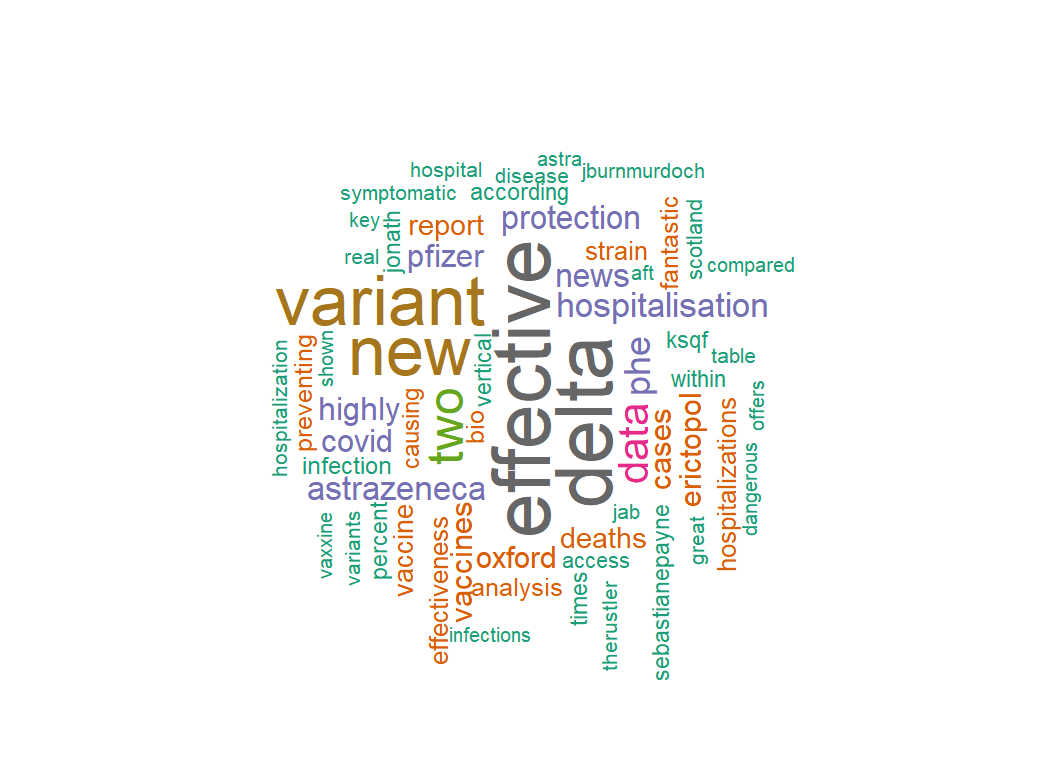 astra
hospital
disease
jburnmurdoch
symptomatic
according
key
jonath
report
protection
fantastic
scotland
real
pfizer
strain
news
aft
compared
variant
effective
hospitalisation
new
delta
phe
ksqf
table
hospitalization
preventing
shown
vertical
within
highly
causing
two
bio
data
cases
erictopol
hospitalizations
offers
covid
infection
astrazeneca
dangerous
vaxxine
variants
percent
vaccine
effectiveness
vaccines
oxford
deaths
jab
sebastianepayne
great
analysis
access
times
therustler
infections